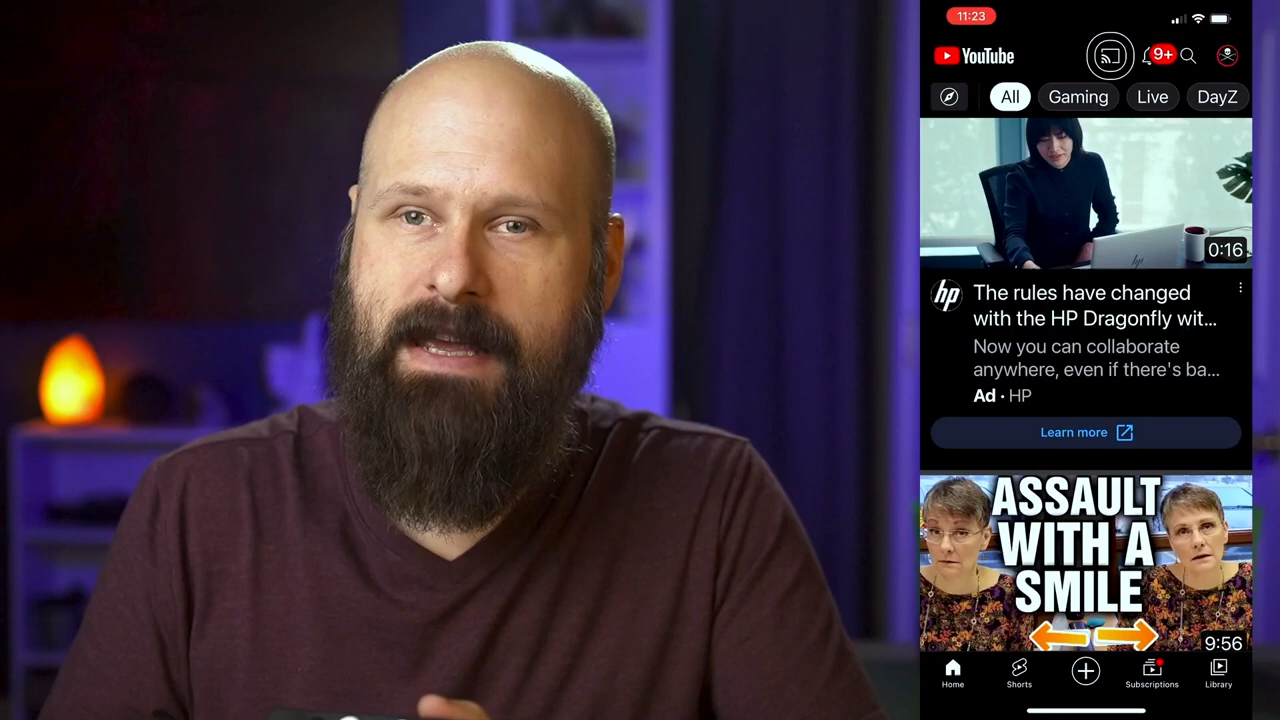 11:23
YouTube
9+
All
Gaming
Live
DayZ
hp
0:16
hp
The rules have changed
with the HP Dragonfly wit...
Now you can collaborate
anywhere, even if there's ba...
Ad · HP
Learn more
ASSAULT
WITH A
SMILE
9:56
Home
Shorts
Subscriptions
Library